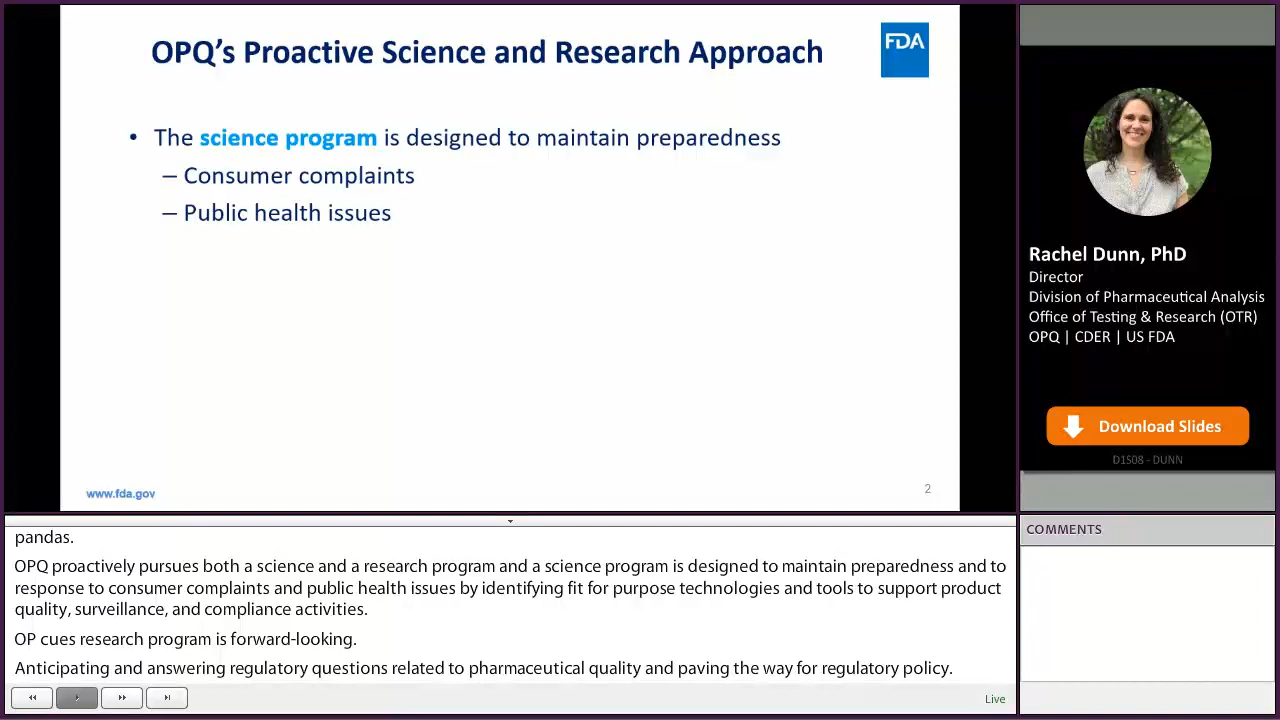 OPQ's Proactive Science and Research Approach
FDA
• The science program is designed to maintain preparedness
– Consumer complaints
– Public health issues
www.fda.gov
2
Rachel Dunn, PhD
Director
Division of Pharmaceutical Analysis
Office of Testing & Research (OTR)
OPQ | CDER | US FDA
Download Slides
D1S08 - DUNN
pandas.
OPQ proactively pursues both a science and a research program and a science program is designed to maintain preparedness and to
response to consumer complaints and public health issues by identifying fit for purpose technologies and tools to support product
quality, surveillance, and compliance activities.
OP cues research program is forward-looking.
Anticipating and answering regulatory questions related to pharmaceutical quality and paving the way for regulatory policy.
Live
COMMENTS